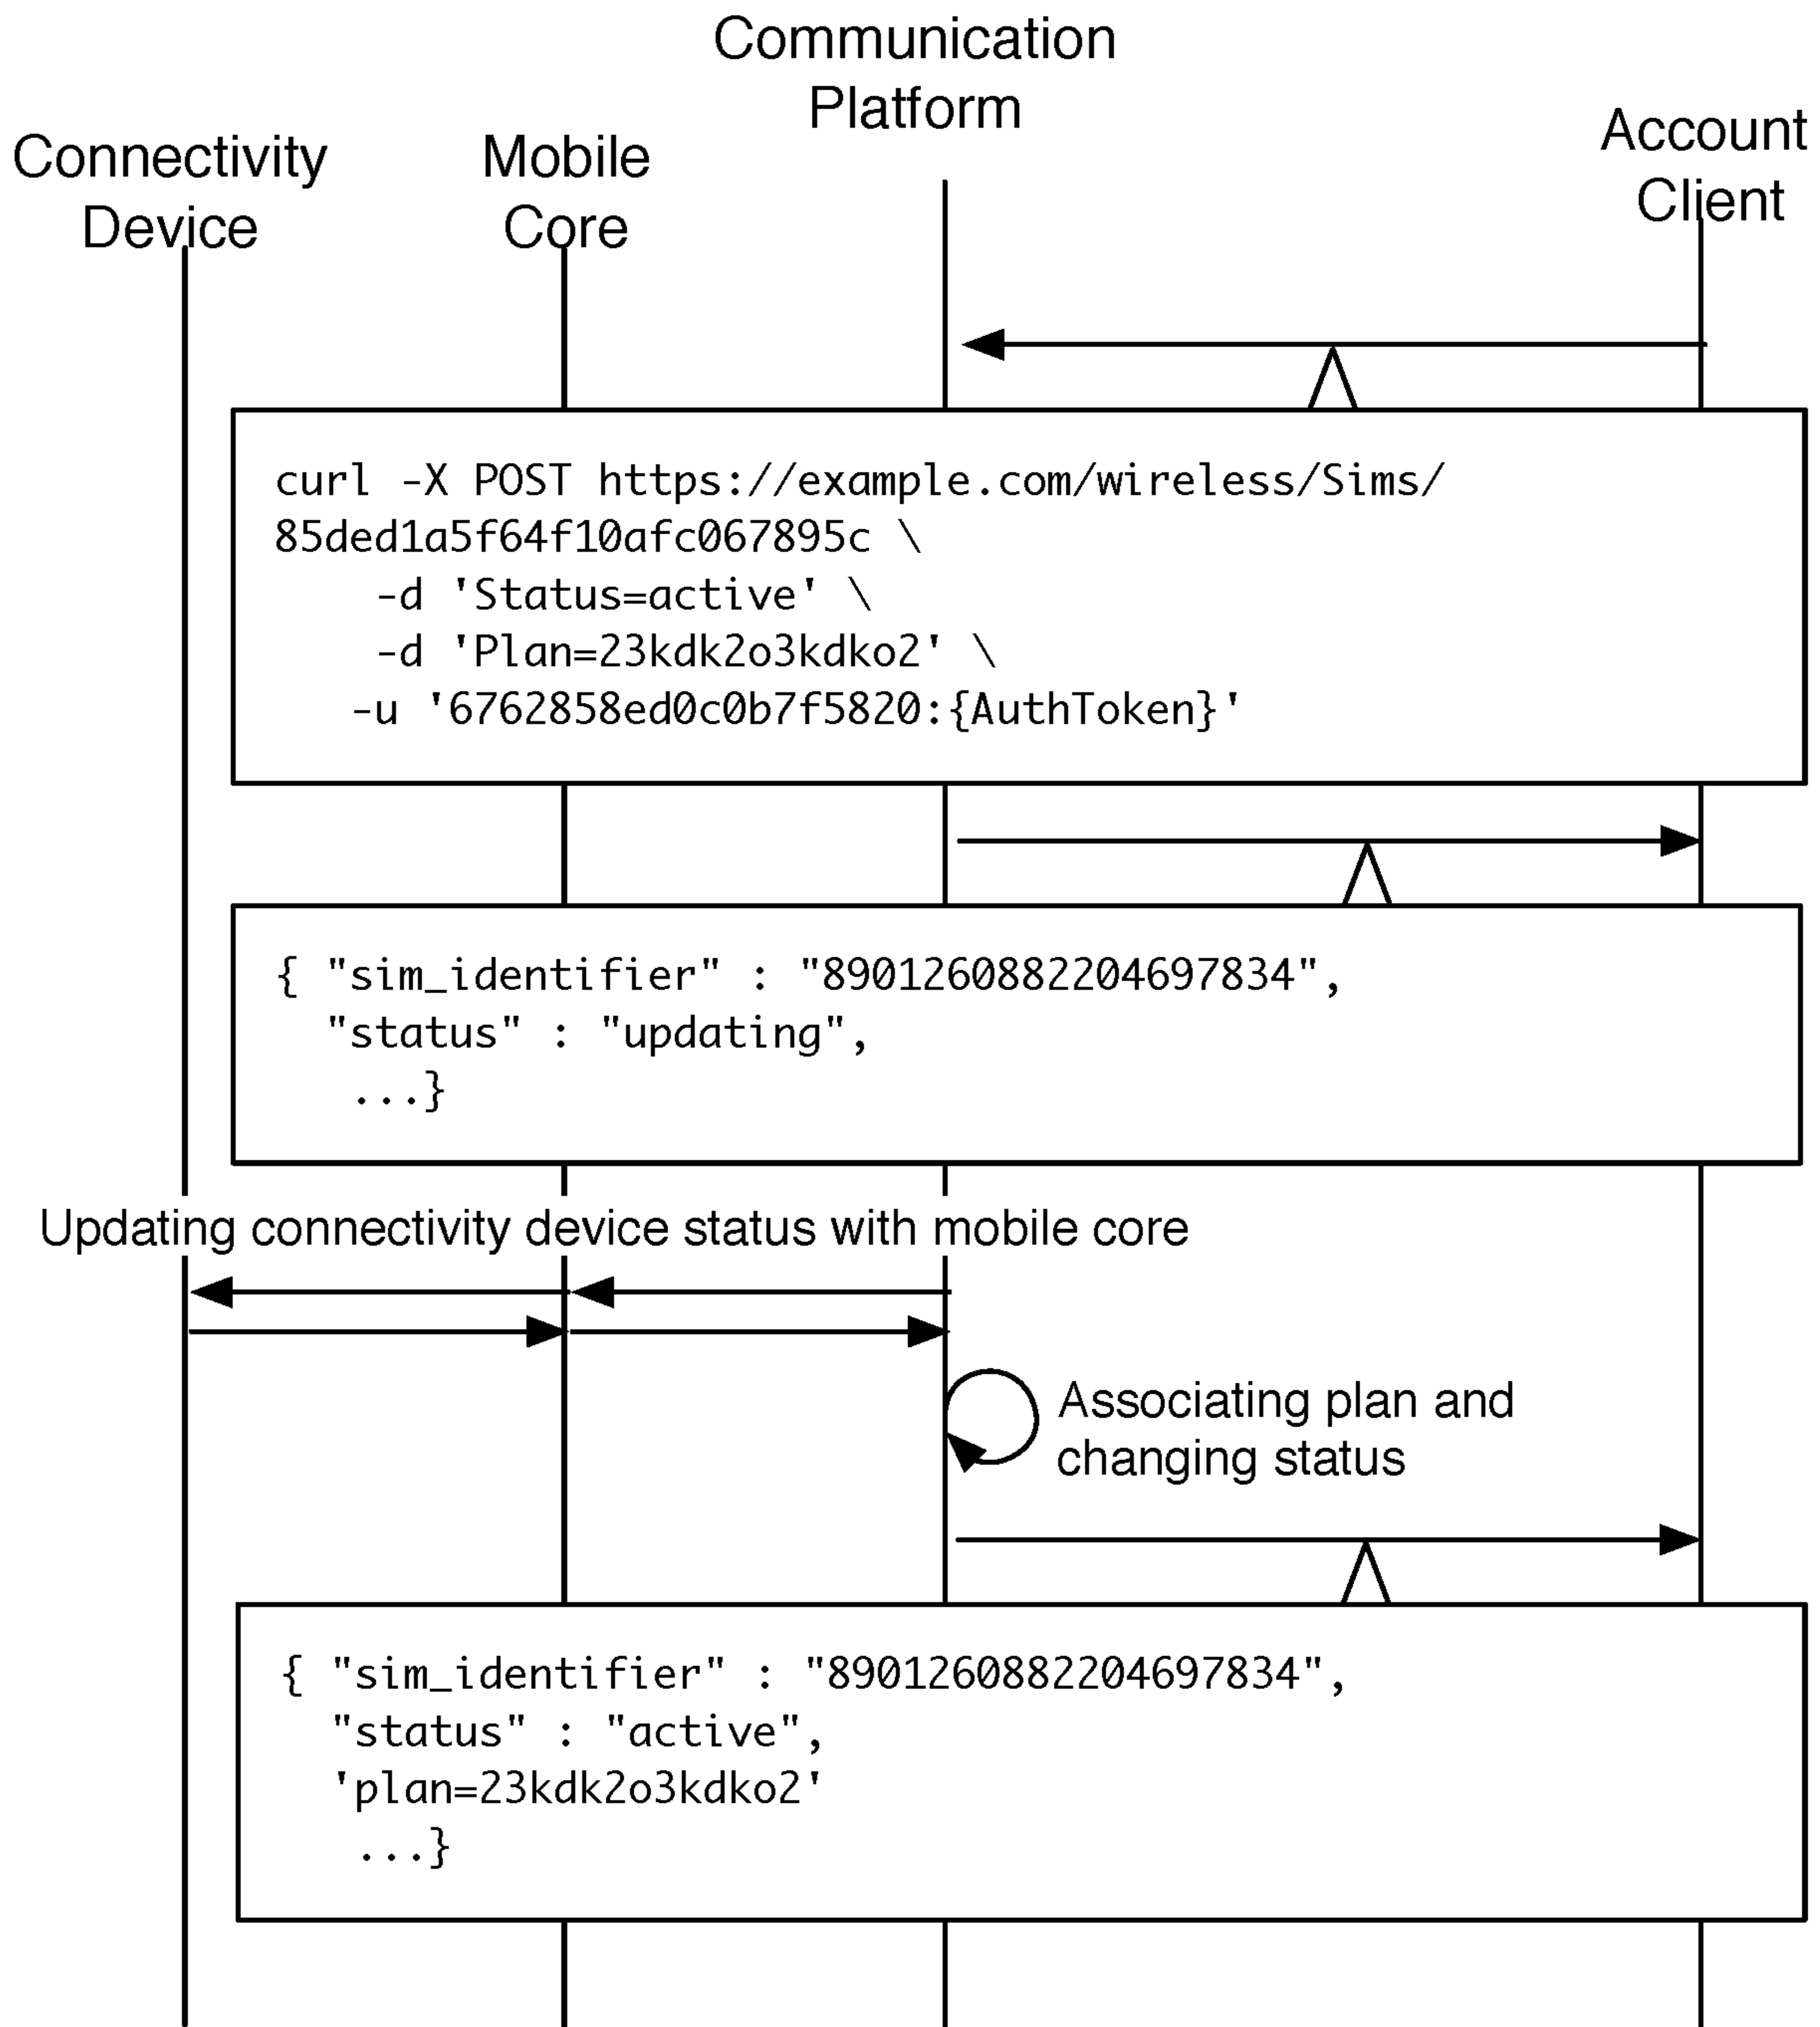 Communication
Platform
Connectivity
Device
Mobile
Core
Account
Client
curl -X POST https://example.com/wireless/Sims/
85ded1a5f64f10afc067895c \
-d 'Status=active' \
-d 'Plan=23kdk2o3kdko2' \
-u '6762858ed0c0b7f5820:{AuthToken}'
{ "sim_identifier" : "8901260882204697834",
"status" : "updating",
...}
Updating connectivity device status with mobile core
Associating plan and
changing status
{ "sim_identifier" : "8901260882204697834",
"status" : "active",
'plan=23kdk2o3kdko2'
...}